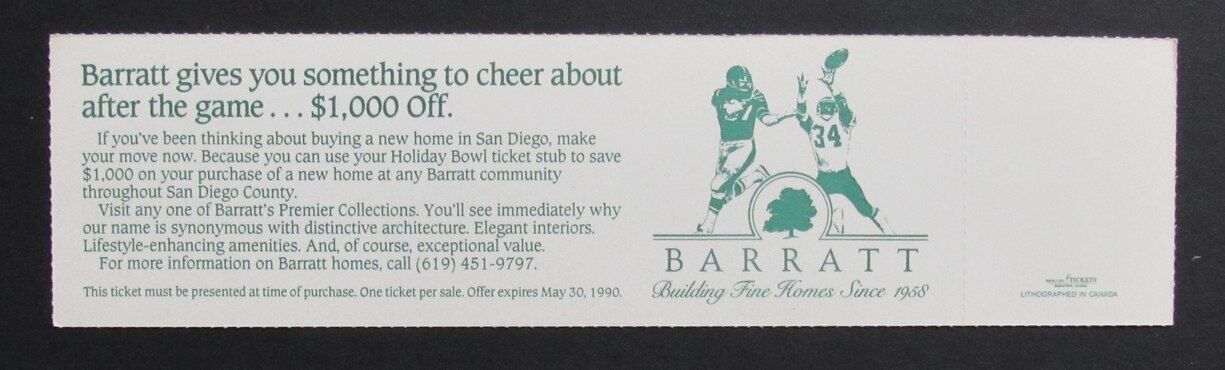 Barratt gives you something to cheer about
after the game . . . $1,000 Off.
If you've been thinking about buying a new home in San Diego, make
your move now. Because you can use your Holiday Bowl ticket stub to save
$1,000 on your purchase of a new home at any Barratt community
throughout San Diego County.
Visit any one of Barratt's Premier Collections. You'll see immediately why
our name is synonymous with distinctive architecture. Elegant interiors.
Lifestyle-enhancing amenities. And, of course, exceptional value.
For more information on Barratt homes, call (619) 451-9797.
This ticket must be presented at time of purchase. One ticket per sale. Offer expires May 30, 1990.
34
BARRATT
Building Fine Homes Since 1958
TICKETS
LITHOGRAPHED IN CANADA